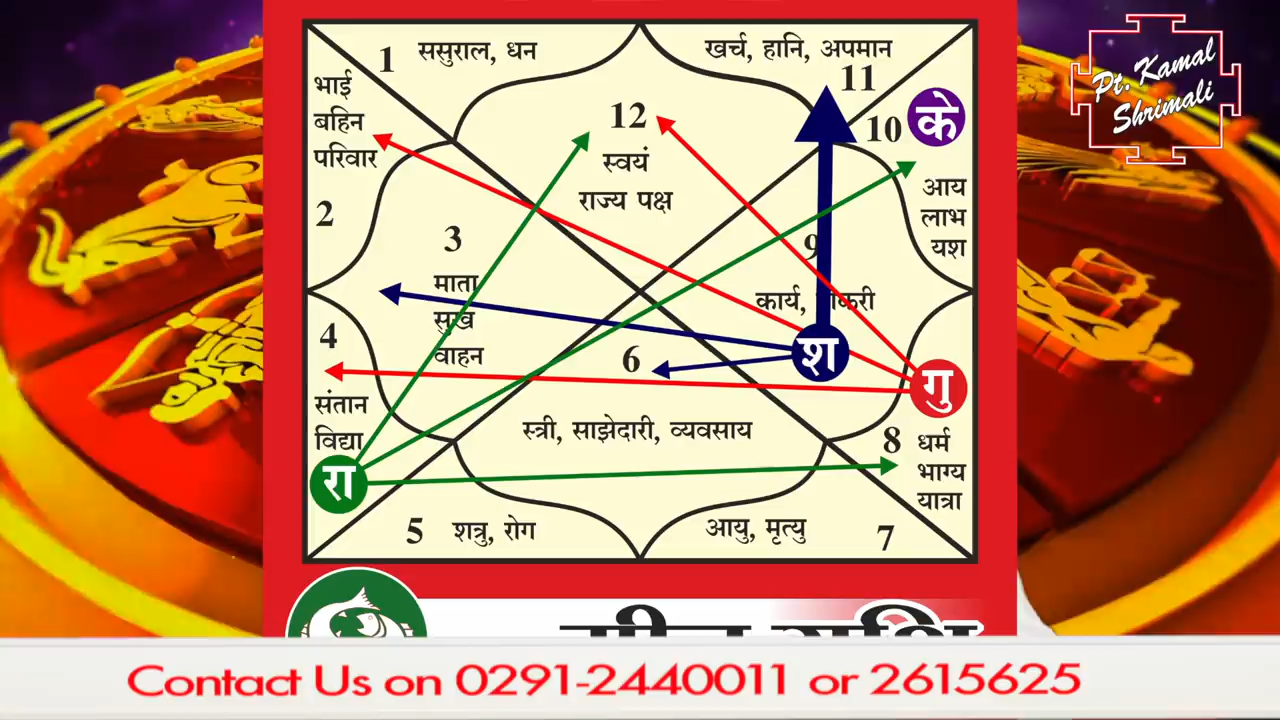 1 ससुराल, धन
खर्च, हानि, अपमान
11
Pt. Kamal
Shrimali
भाई
बहिन
परिवार
12
स्वयं
राज्य पक्ष
10 के
आय
लाभ
यश
2
3
माता
सुख
वाहन
9
कार्य,
4
संतान
विद्या
रा
6
श
गु
स्त्री, साझेदारी, व्यवसाय
8 धर्म
भाग्य
यात्रा
5 शत्रु, रोग
आयु, मृत्यु
7
Contact Us on 0291-2440011 or 2615625